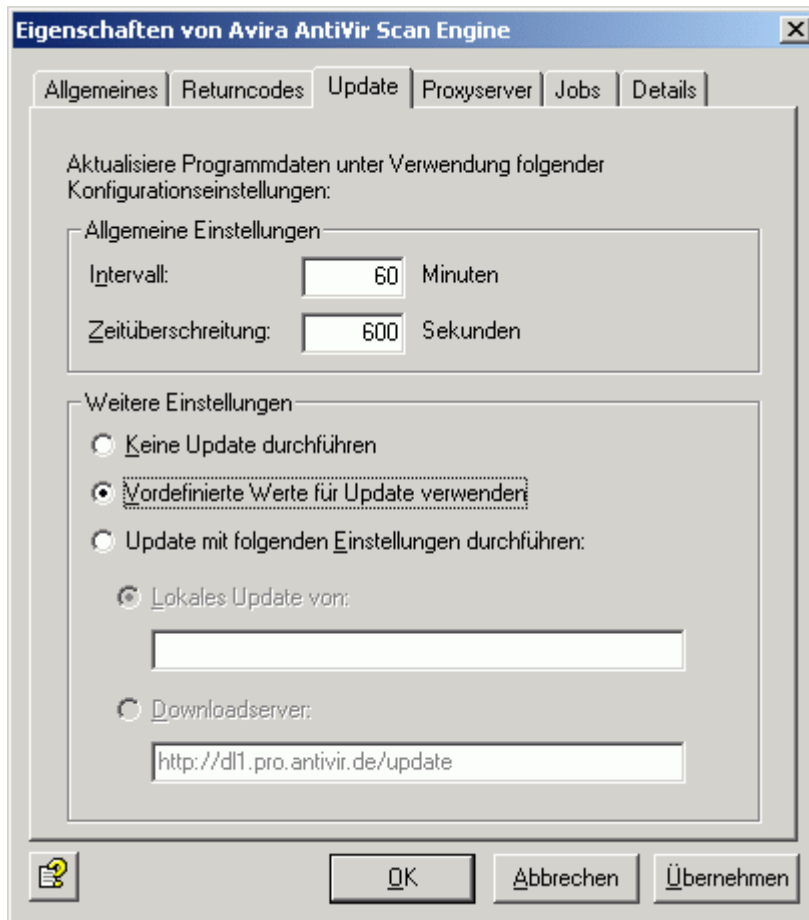 Eigenschaften von Avira AntiVir Scan Engine
Allgemeines Returncodes Update Proxyserver Jobs Details
Aktualisiere Programmdaten unter Verwendung folgender
Konfigurationseinstellungen:
Allgemeine Einstellungen
Intervall: 60 Minuten
Zeitüberschreitung: 600 Sekunden
Weitere Einstellungen
Keine Update durchführen
Vordefinierte Werte für Update verwenden
Update mit folgenden Einstellungen durchführen:
Lokales Update von:
Downloadserver:
http://dl1.pro.antivir.de/update
OK Abbrechen Übernehmen